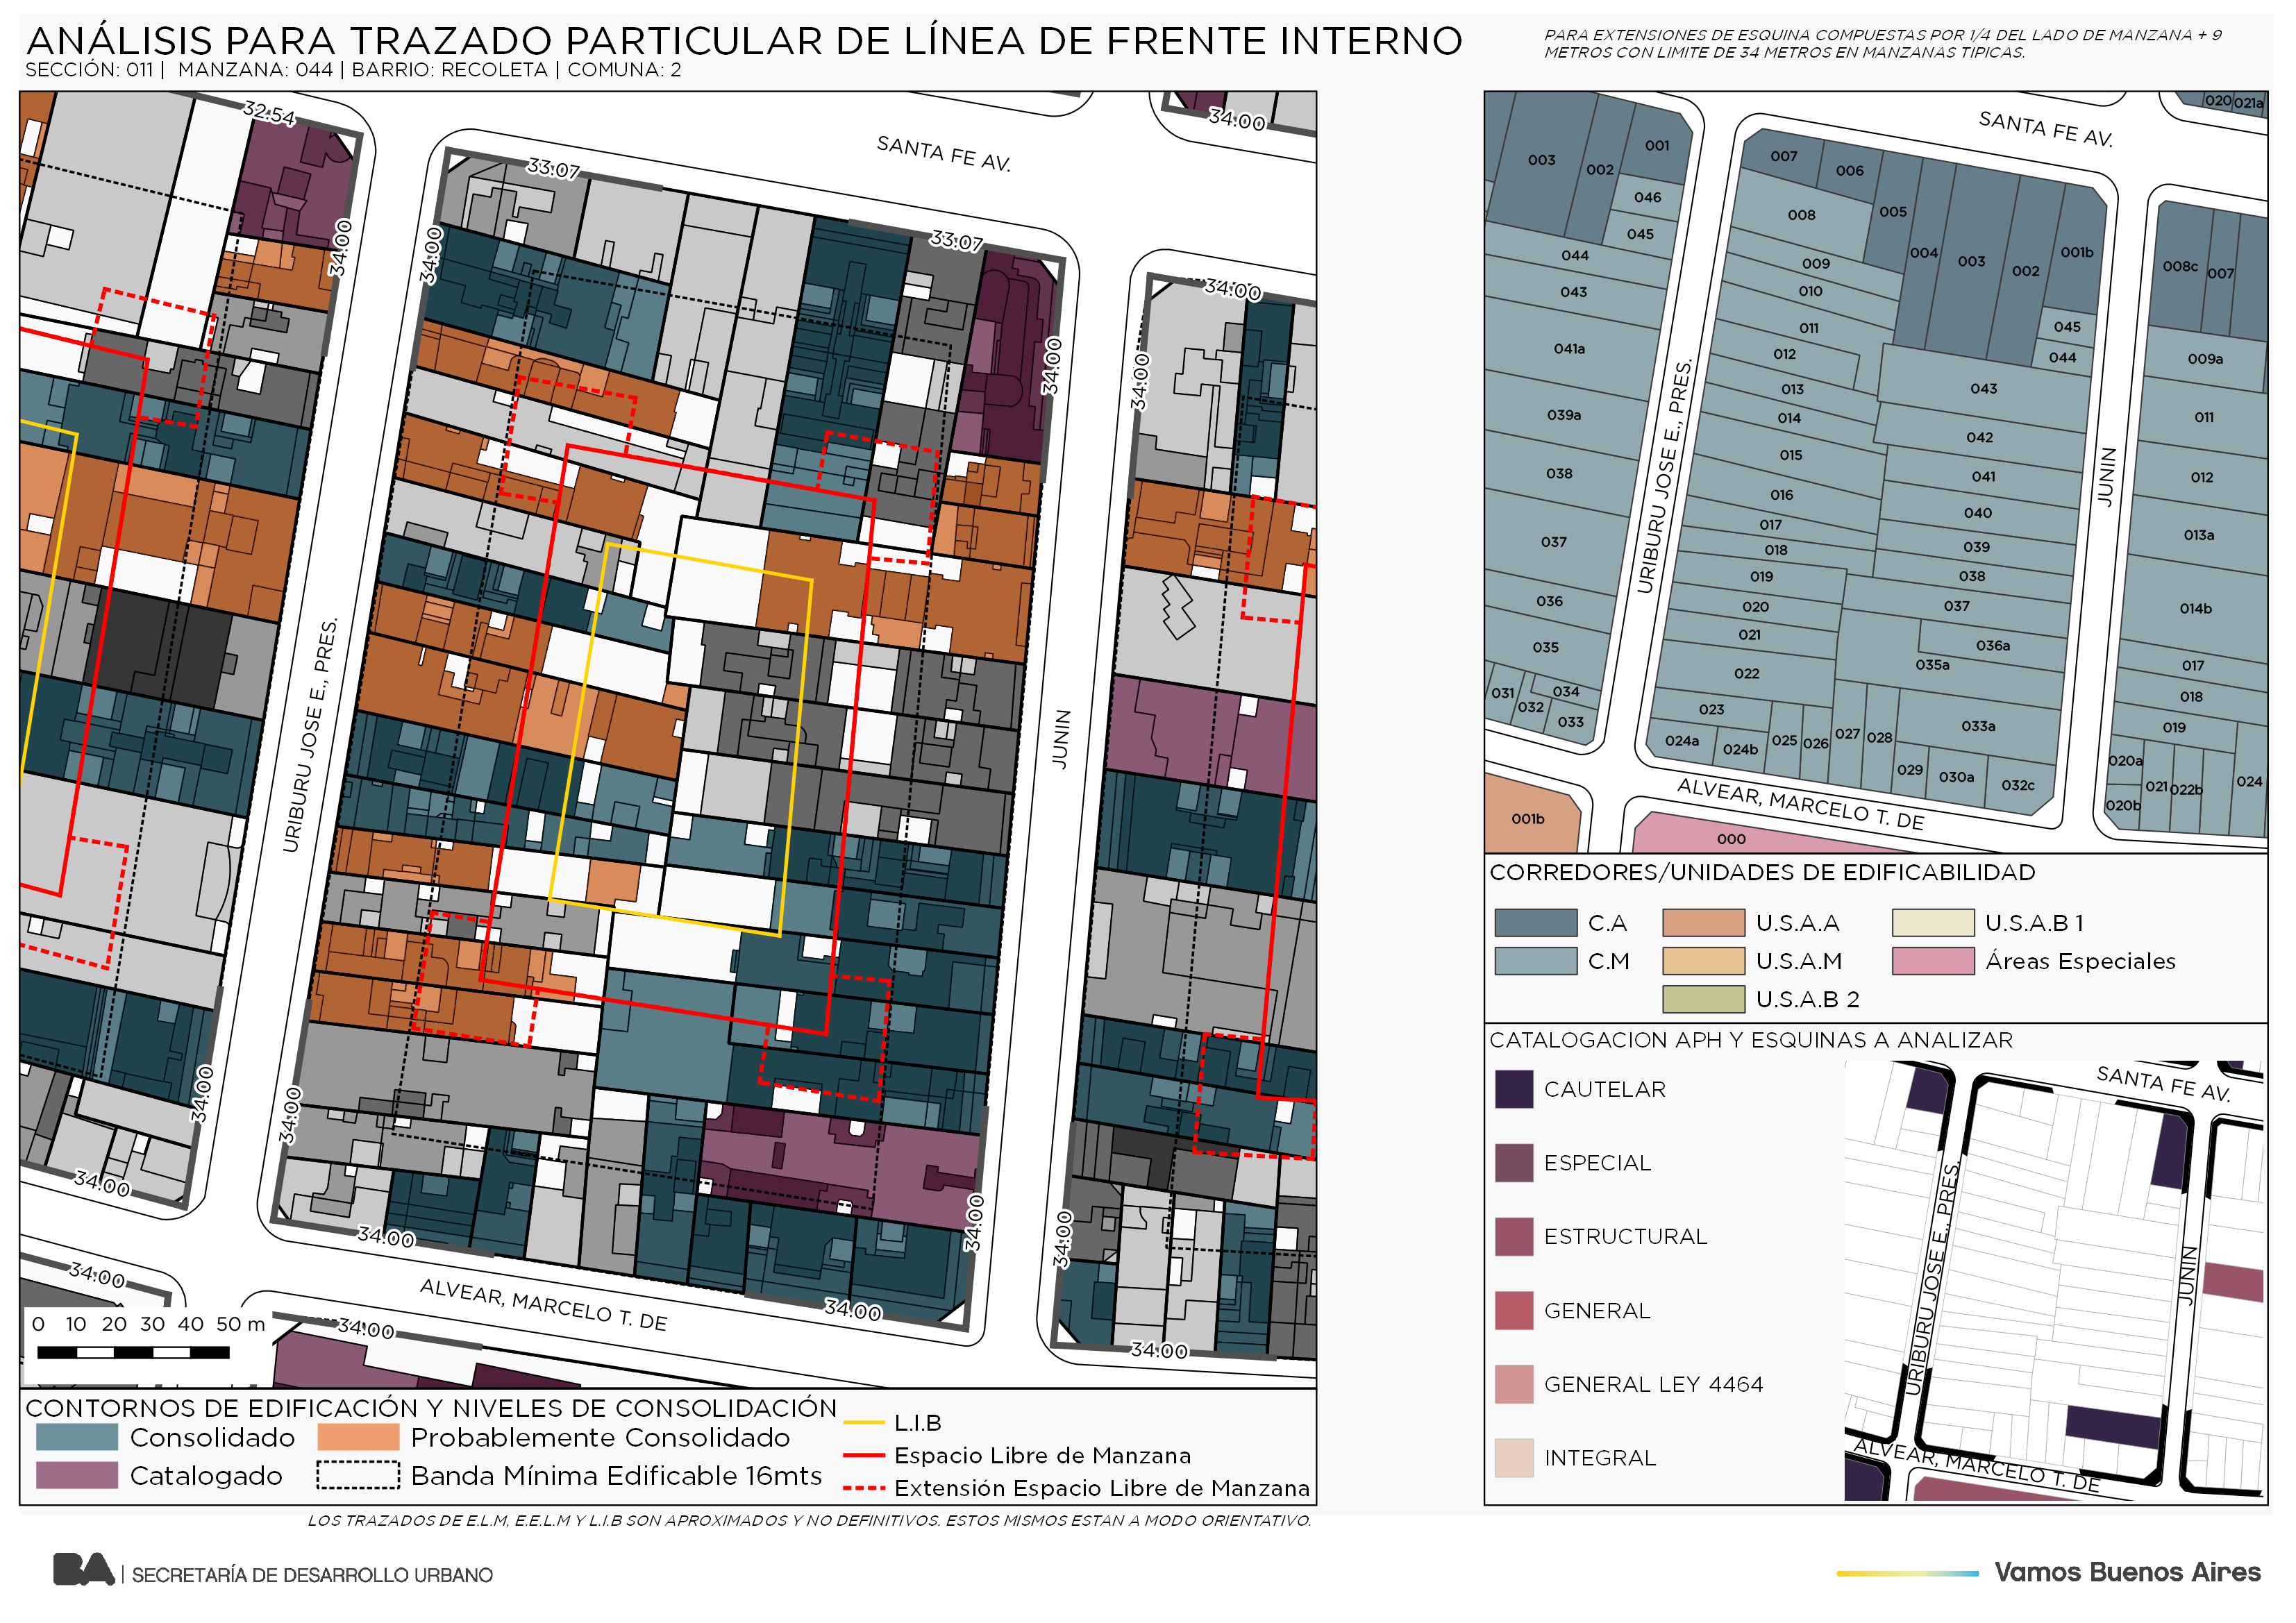 ANÁLISIS PARA TRAZADO PARTICULAR DE LÍNEA DE FRENTE INTERNO
SECCIÓN: 011 | MANZANA: 044 | BARRIO: RECOLETA | COMUNA: 2
PARA EXTENSIONES DE ESQUINA COMPUESTAS POR 1/4 DEL LADO DE MANZANA + 9
METROS CON LIMITE DE 34 METROS EN MANZANAS TIPICAS.
32.54
34.00
33.07
SANTA FE AV.
34.00
34.00
33.07
34.00
34.00
34.00
34.00
URIBURU JOSE E., PRES.
JUNIN
34.00
34.00
34.00
34.00
34.00
34.00
34.00
34.00
34.00
34.00
34.00
ALVEAR, MARCELO T. DE
0 10 20 30 40 50 m
CONTORNOS DE EDIFICACIÓN Y NIVELES DE CONSOLIDACIÓN
Consolidado
Probablemente Consolidado
Catalogado
Banda Mínima Edificable 16mts
L.I.B
Espacio Libre de Manzana
Extensión Espacio Libre de Manzana
SANTA FE AV.
020 021a
003 002 001
046
045
044
043
041a
039a
038
037
036
035
031 032 034
033
001b
000
007 006
008 005 004 003 002 001b
009
010
011
012
013
014
015
016
017
018
019
020
021
022
023
024a 024b 025 026 027 028
029 030a 032c
033a
035a
036a
037
038
039
040
041
042
043
044
045
008c 007
009a
011
012
013a
014b
017
018
019
020a
020b
021 022b
024
URIBURU JOSE E., PRES.
JUNIN
ALVEAR, MARCELO T. DE
CORREDORES/UNIDADES DE EDIFICABILIDAD
C.A
U.S.A.A
U.S.A.B 1
C.M
U.S.A.M
Áreas Especiales
U.S.A.B 2
CATALOGACION APH Y ESQUINAS A ANALIZAR
CAUTELAR
ESPECIAL
ESTRUCTURAL
GENERAL
GENERAL LEY 4464
INTEGRAL
SANTA FE AV.
URIBURU JOSE E., PRES.
JUNIN
ALVEAR, MARCELO T. DE
LOS TRAZADOS DE E.L.M, E.E.L.M Y L.I.B SON APROXIMADOS Y NO DEFINITIVOS. ESTOS MISMOS ESTAN A MODO ORIENTATIVO.
BA | SECRETARÍA DE DESARROLLO URBANO
Vamos Buenos Aires